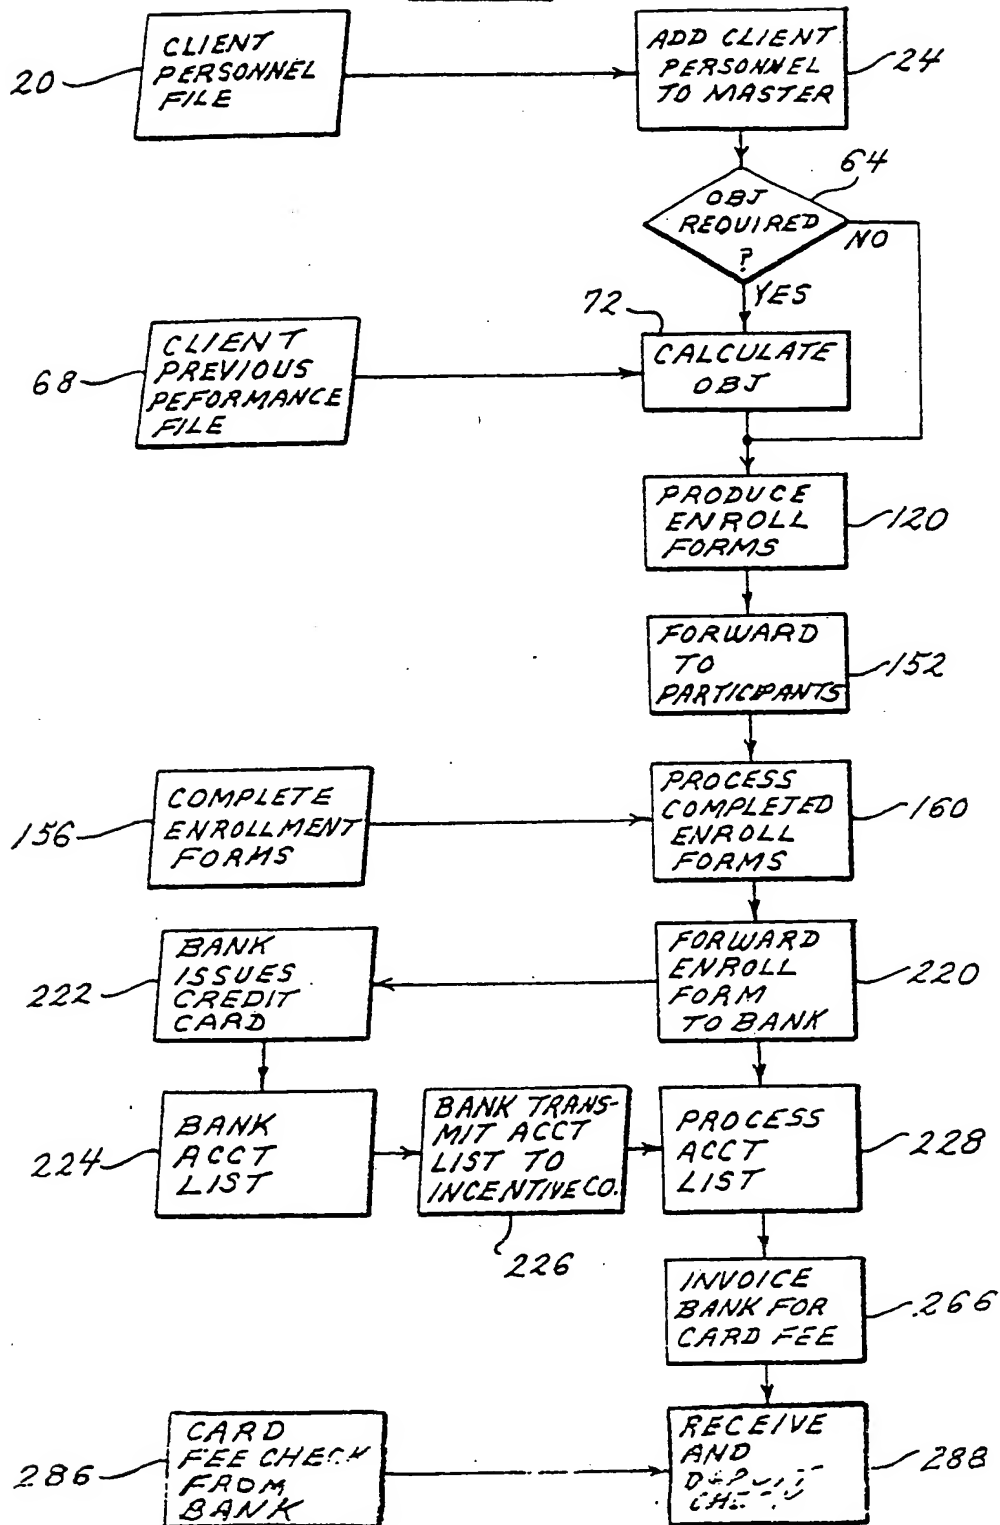 CLIENT
PERSONNEL
FILE
20
ADD CLIENT
PERSONNEL
TO MASTER
24
OBJ
REQUIRED
?
64
NO
YES
CLIENT
PREVIOUS
PEFORMANCE
FILE
68
72
CALCULATE
OBJ
PRODUCE
ENROLL
FORMS
120
FORWARD
TO
PARTICIPANTS
152
COMPLETE
ENROLLMENT
FORMS
156
PROCESS
COMPLETED
ENROLL
FORMS
160
BANK
ISSUES
CREDIT
CARD
222
FORWARD
ENROLL
FORM
TO BANK
220
BANK
ACCT
LIST
224
BANK TRANS-
MIT ACCT
LIST TO
INCENTIVE CO.
226
PROCESS
ACCT
LIST
228
INVOICE
BANK FOR
CARD FEE
266
CARD
FEE CHECK
FROM
BANK
286
RECEIVE
AND
288